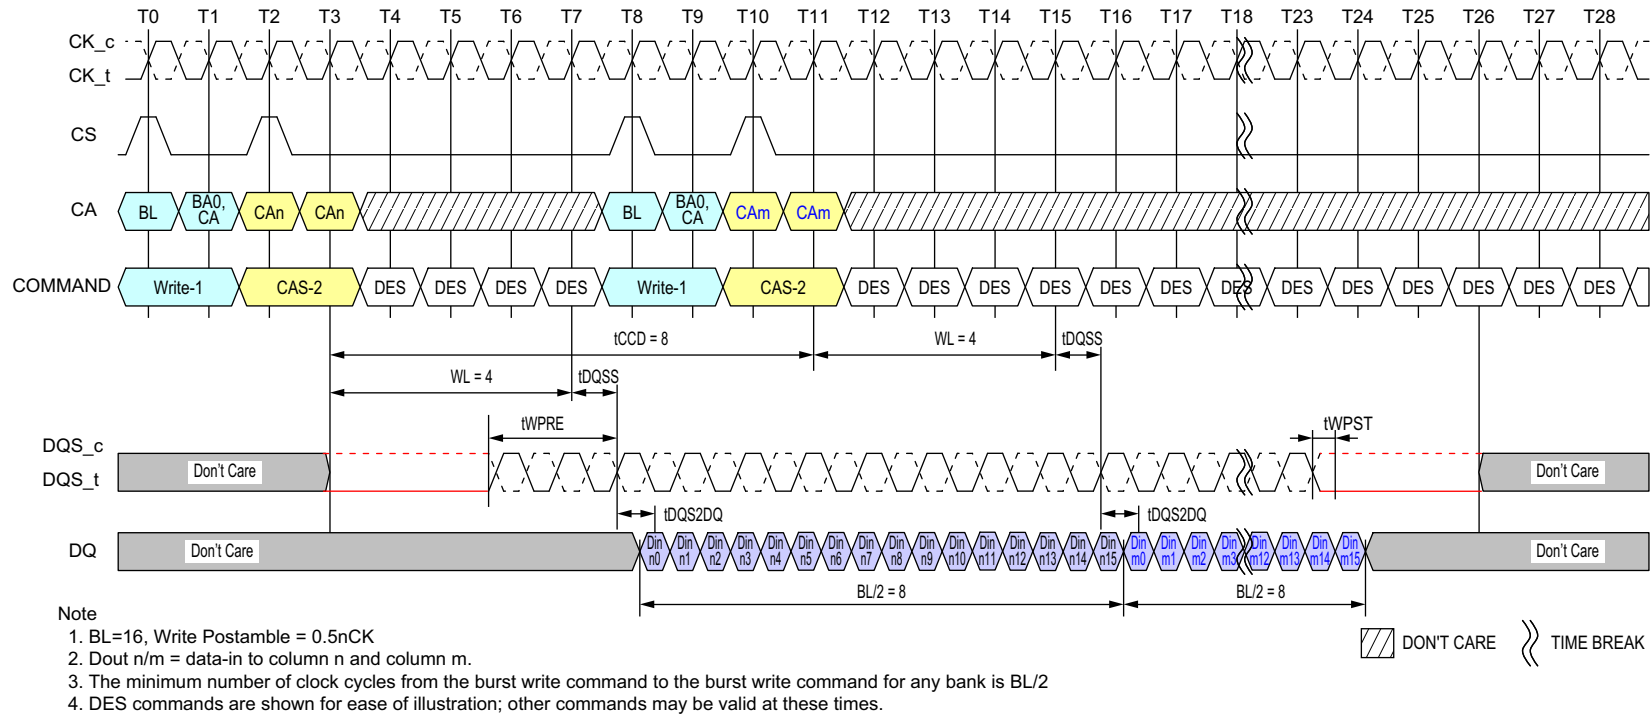 T0 T1 T2 T3 T4 T5 T6 T7 T8 T9 T10 T11 T12 T13 T14 T15 T16 T17 T18 T23 T24 T25 T26 T27 T28
CK_c
CK_t
CS
CA BL BA0, CA CAn CAn BL BA0, CA CAm CAm
COMMAND Write-1 CAS-2 DES DES DES DES Write-1 CAS-2 DES DES DES DES DES DES DES DES DES DES DES DES DES
tCCD = 8 WL = 4 tDQSS
WL = 4 tDQSS
tWPRE tWPST
DQS_c
DQS_t Don't Care Don't Care
tDQS2DQ tDQS2DQ
DQ Don't Care Din n0 Din n1 Din n2 Din n3 Din n4 Din n5 Din n6 Din n7 Din n8 Din n9 Din n10 Din n11 Din n12 Din n13 Din n14 Din n15 Din m0 Din m1 Din m2 Din m3 Din m12 Din m13 Din m14 Din m15 Don't Care
BL/2 = 8 BL/2 = 8
Note
1. BL=16, Write Postamble = 0.5nCK
2. Dout n/m = data-in to column n and column m.
3. The minimum number of clock cycles from the burst write command to the burst write command for any bank is BL/2
4. DES commands are shown for ease of illustration; other commands may be valid at these times.
DON'T CARE TIME BREAK